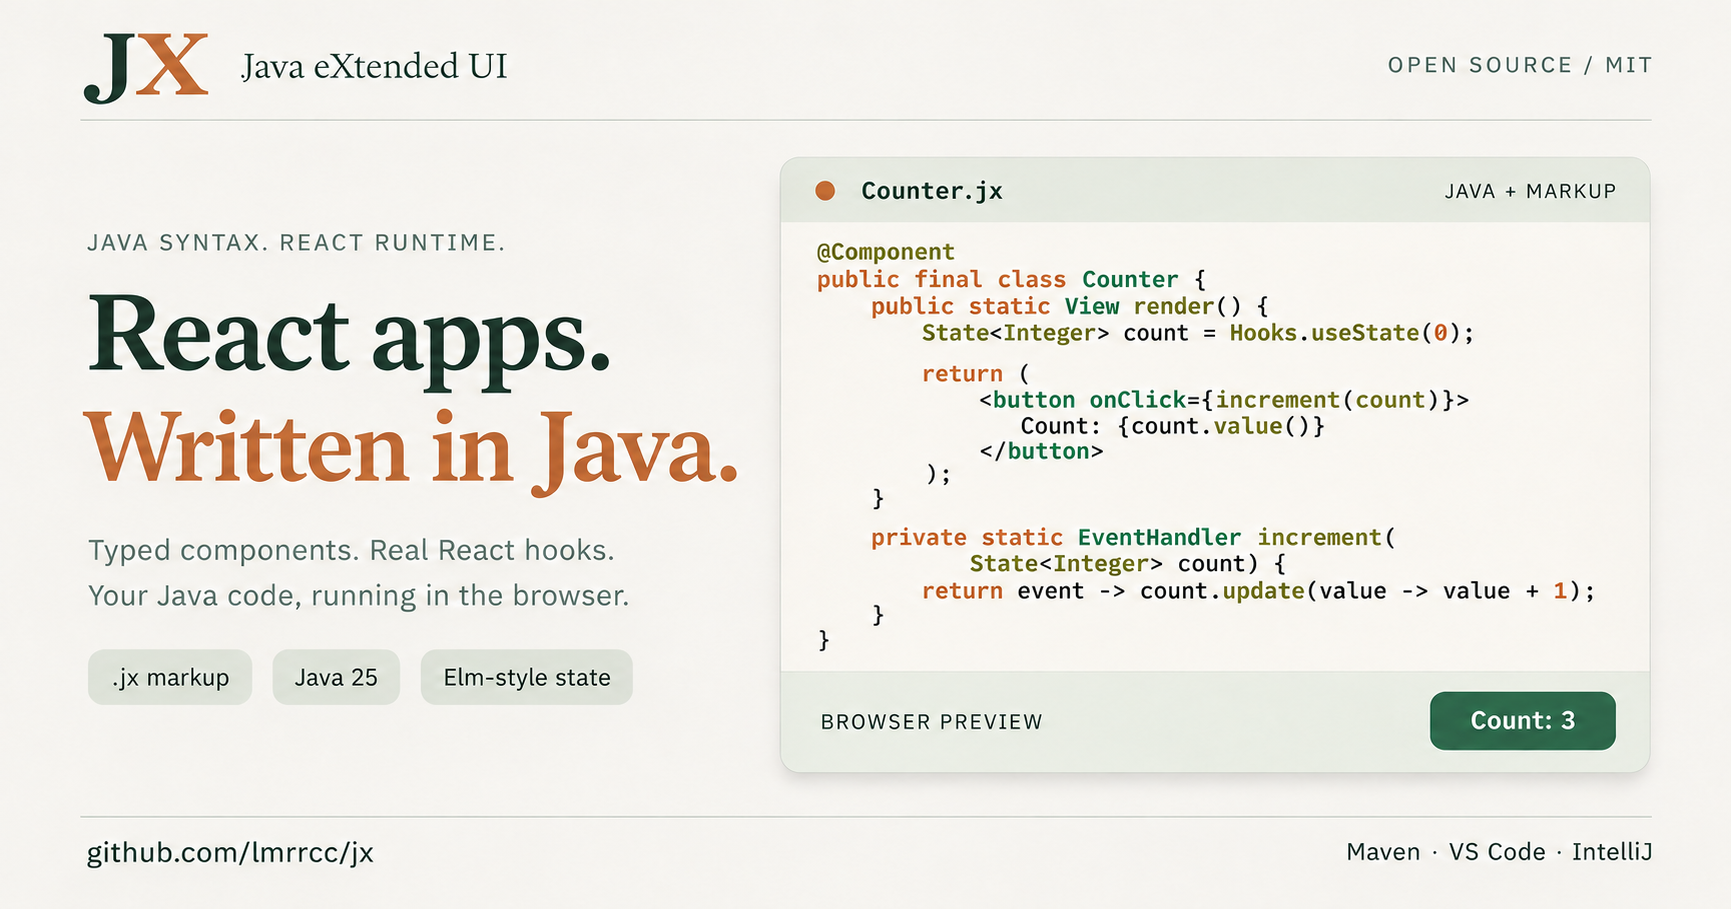 JX Java eXtended UI
OPEN SOURCE / MIT
JAVA SYNTAX. REACT RUNTIME.
React apps.
Written in Java.
Typed components. Real React hooks.
Your Java code, running in the browser.
.jx markup
Java 25
Elm-style state
Counter.jx
JAVA + MARKUP
@Component
public final class Counter {
    public static View render() {
        State<Integer> count = Hooks.useState(0);
        return (
            <button onClick={increment(count)}>
                Count: {count.value()}
            </button>
        );
    }
    private static EventHandler increment(
            State<Integer> count) {
        return event -> count.update(value -> value + 1);
    }
}
BROWSER PREVIEW
Count: 3
github.com/lmrrcc/jx
Maven · VS Code · IntelliJ